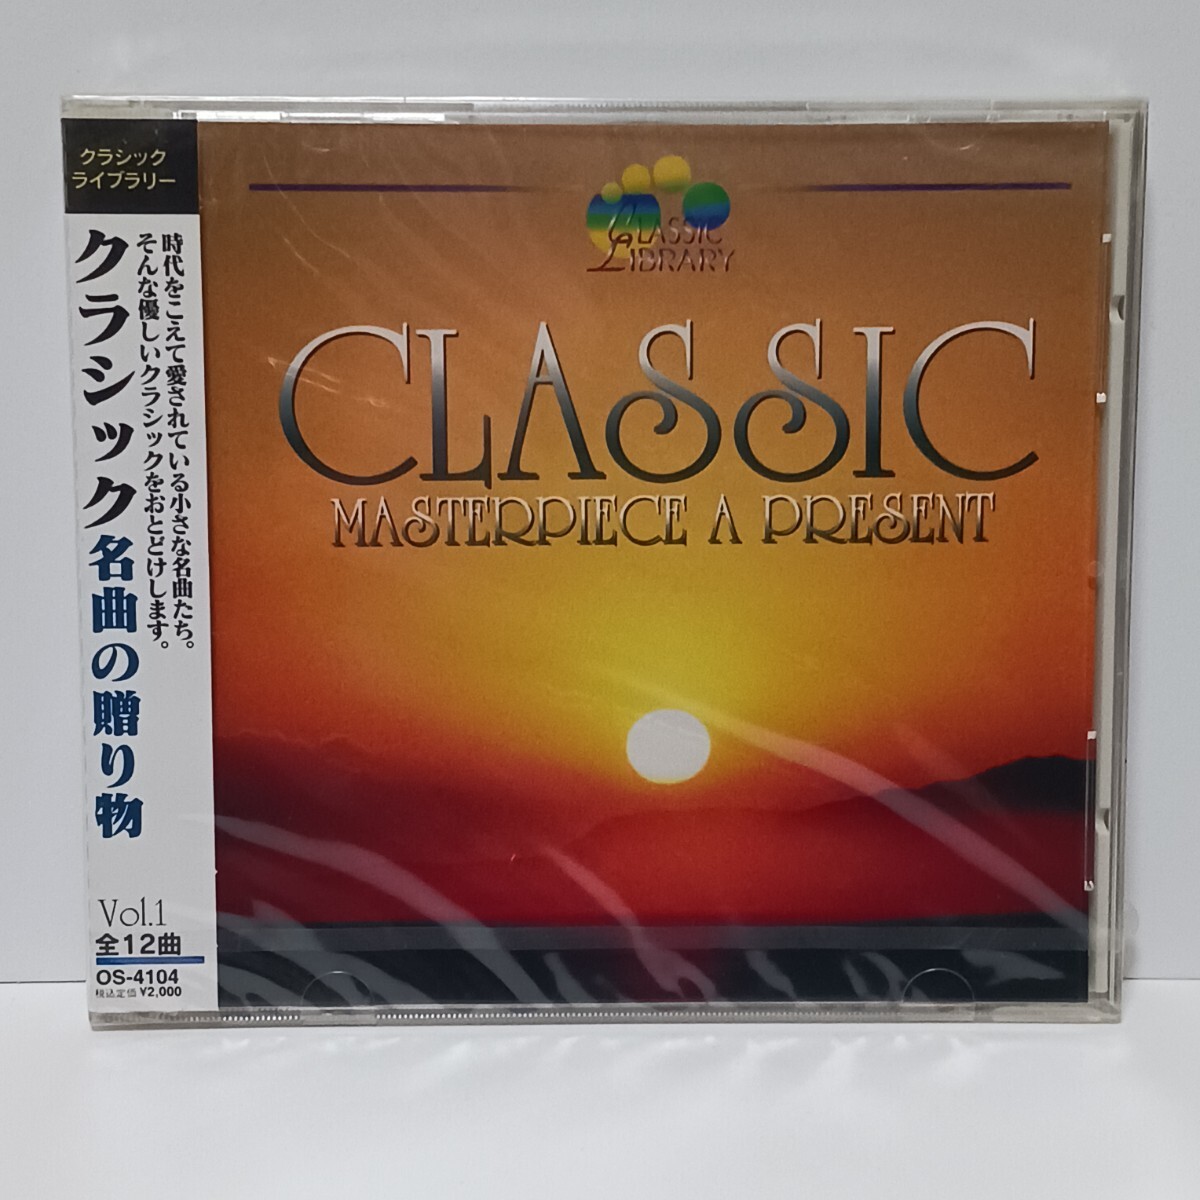 クラシック
ライブラリー
時代をこえて愛されている小さな名曲たち。
そんな優しいクラシックをおとどけします。
クラシック名曲の贈り物
Vol.1
全12曲
OS-4104
税込定価 ¥2,000
CLASSIC
LIBRARY
CLASSIC
MASTERPIECE A PRESENT